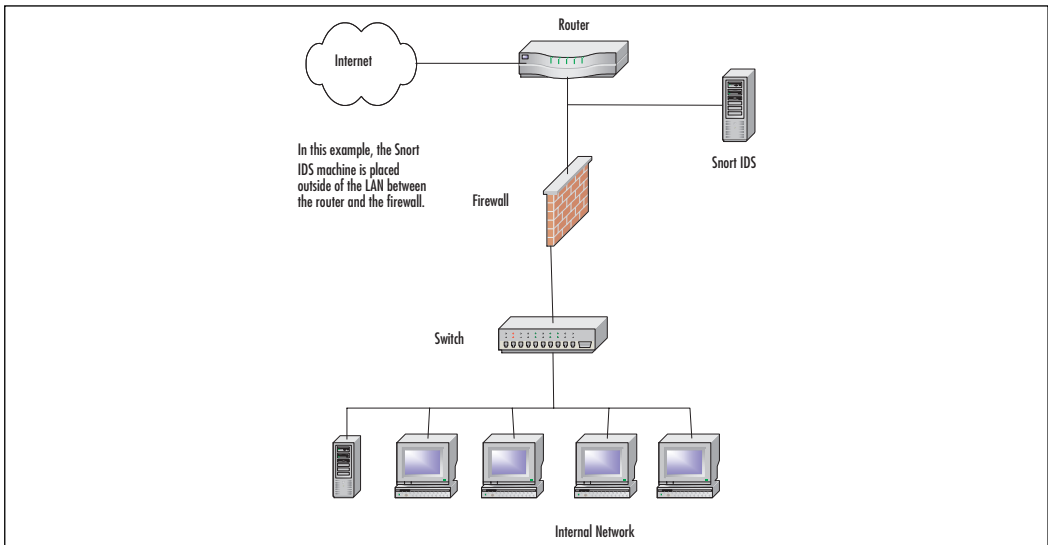 Router
Internet
Snort IDS
In this example, the Snort
IDS machine is placed
outside of the LAN between
the router and the firewall.
Firewall
Switch
Internal Network